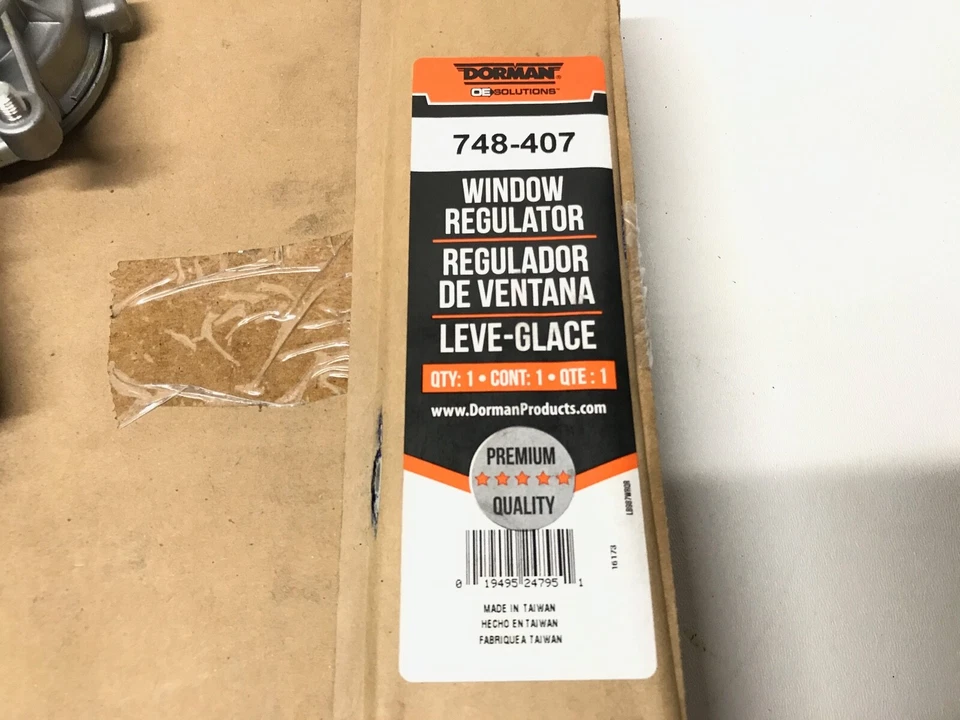 DORMAN®
OE SOLUTIONS™
748-407
WINDOW
REGULATOR
REGULADOR
DE VENTANA
LEVE-GLACE
QTY: 1 • CONT: 1 • QTE : 1
www.DormanProducts.com
PREMIUM
QUALITY
0 19495 24795 1
MADE IN TAIWAN
HECHO EN TAIWAN
FABRIQUE A TAIWAN
16173